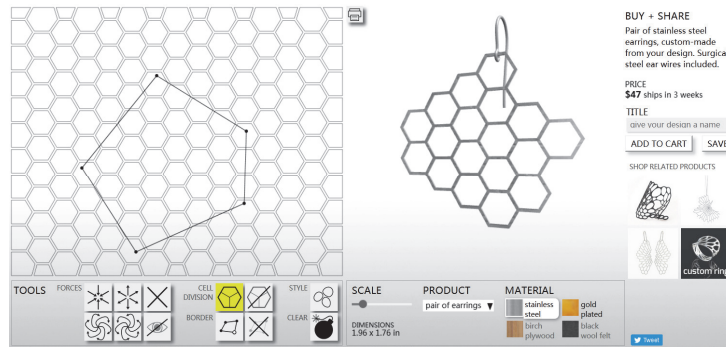 BUY + SHARE
Pair of stainless steel
earrings, custom-made
from your design. Surgica
steel ear wires included.
PRICE
$47 ships in 3 weeks
TITLE
give your design a name
ADD TO CART
SAVE
SHOP RELATED PRODUCTS
custom ring
TOOLS
FORCES
CELL
DIVISION
BORDER
STYLE
CLEAR
SCALE
DIMENSIONS
1.96 x 1.76 in
PRODUCT
pair of earrings
MATERIAL
stainless
steel
gold
plated
birch
plywood
black
wool felt
Tweet